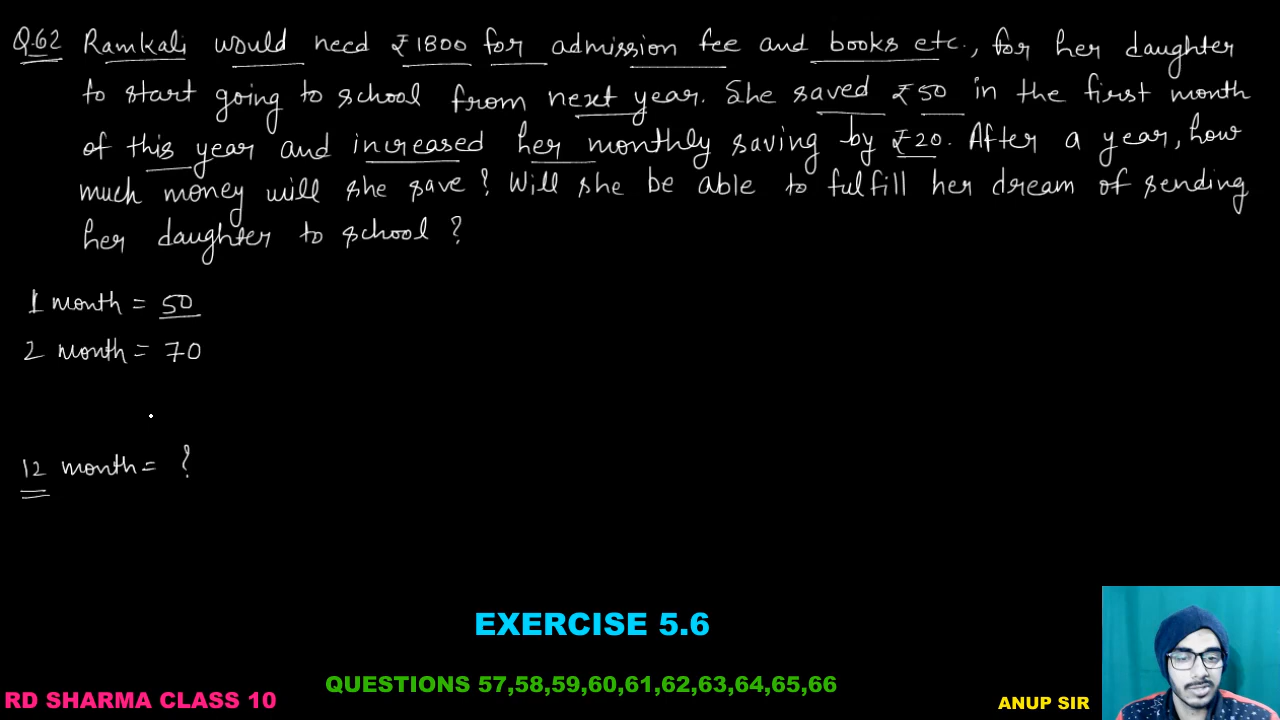 Q.62 Ramkali would need ₹1800 for admission fee and books etc., for her daughter
to start going to school from next year. She saved ₹50 in the first month
of this year and increased her monthly saving by ₹20. After a year, how
much money will she save? Will she be able to fulfill her dream of sending
her daughter to school?
1 month = 50
2 month = 70
12 month = ?
EXERCISE 5.6
QUESTIONS 57,58,59,60,61,62,63,64,65,66
RD SHARMA CLASS 10
ANUP SIR